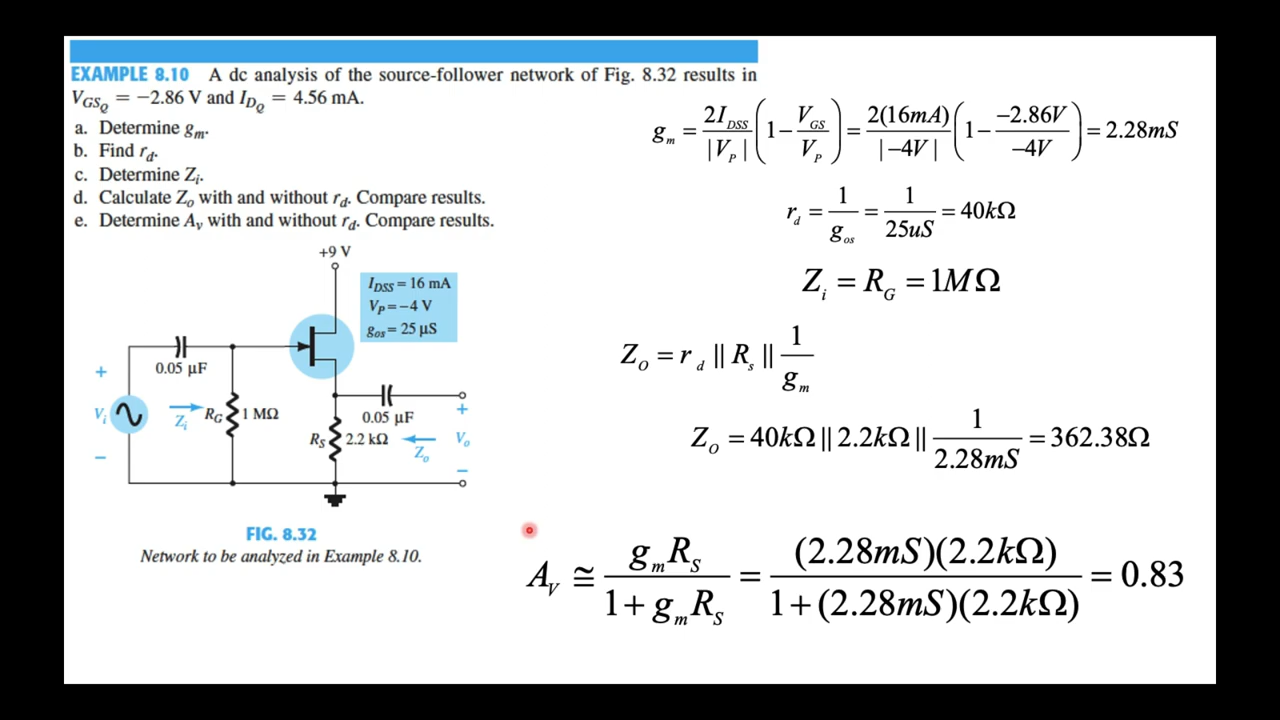 EXAMPLE 8.10 A dc analysis of the source-follower network of Fig. 8.32 results in
V_GSQ = −2.86 V and I_DQ = 4.56 mA.
a. Determine g_m.
b. Find r_d.
c. Determine Z_i.
d. Calculate Z_o with and without r_d. Compare results.
e. Determine A_v with and without r_d. Compare results.
+9 V
I_DSS = 16 mA
V_P = −4 V
g_os = 25 µS
0.05 µF
+
V_i
−
Z_i
R_G
1 MΩ
0.05 µF
R_S
2.2 kΩ
Z_o
+
V_o
−
FIG. 8.32
Network to be analyzed in Example 8.10.
g_m = 2I_DSS / |V_P| (1 − V_GS / V_P) = 2(16mA) / |−4V| (1 − −2.86V / −4V) = 2.28mS
r_d = 1 / g_os = 1 / 25uS = 40kΩ
Z_i = R_G = 1MΩ
Z_O = r_d || R_s || 1 / g_m
Z_O = 40kΩ || 2.2kΩ || 1 / 2.28mS = 362.38Ω
A_V ≅ g_m R_S / 1 + g_m R_S = (2.28mS)(2.2kΩ) / 1 + (2.28mS)(2.2kΩ) = 0.83